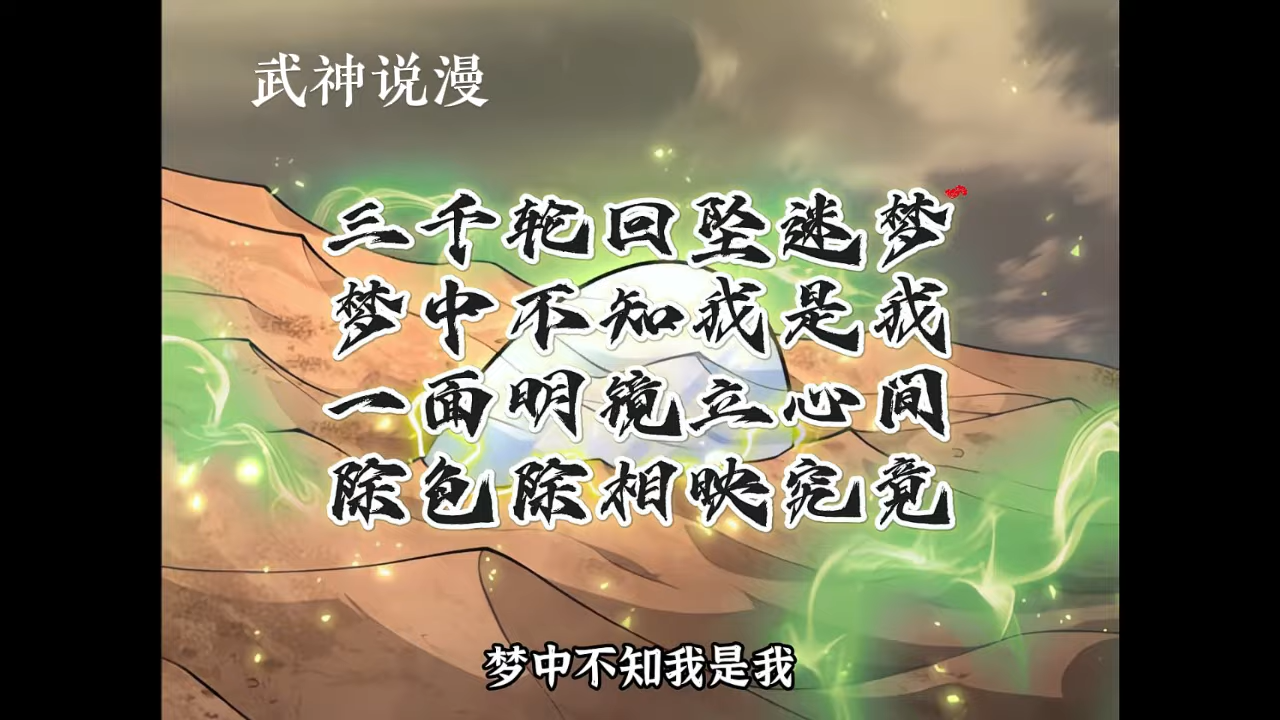 武神说漫
三千轮回坠迷梦
梦中不知我是我
一面明镜立心间
除色除相映究竟
梦中不知我是我